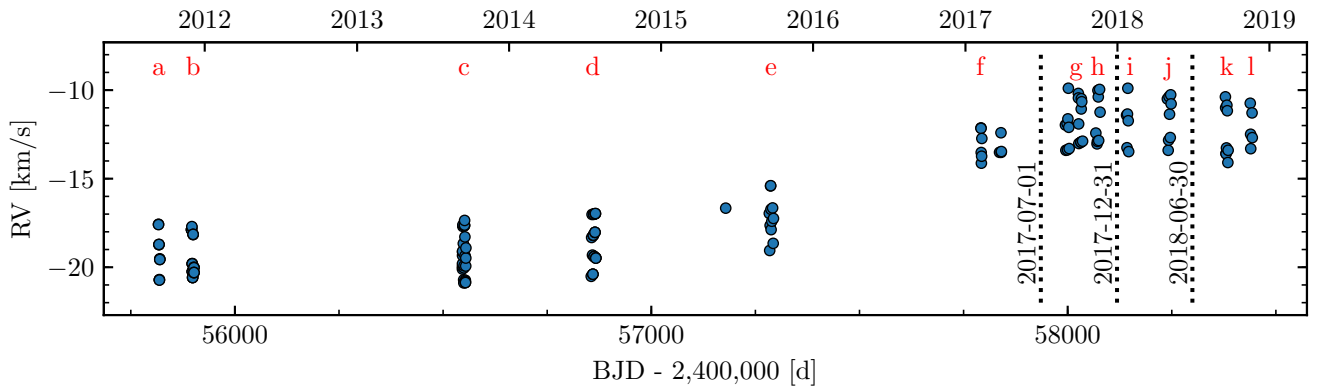 2012 2013 2014 2015 2016 2017 2018 2019
a b c d e f g h i j k l
−10
−15
−20
RV [km/s]
2017-07-01
2017-12-31
2018-06-30
56000 57000 58000
BJD - 2,400,000 [d]